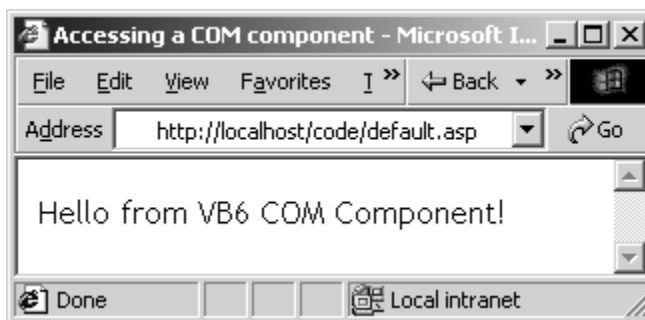 Accessing a COM component - Microsoft I...
File Edit View Favorites T » Back »
Address http://localhost/code/default.asp Go
Hello from VB6 COM Component!
Done Local intranet